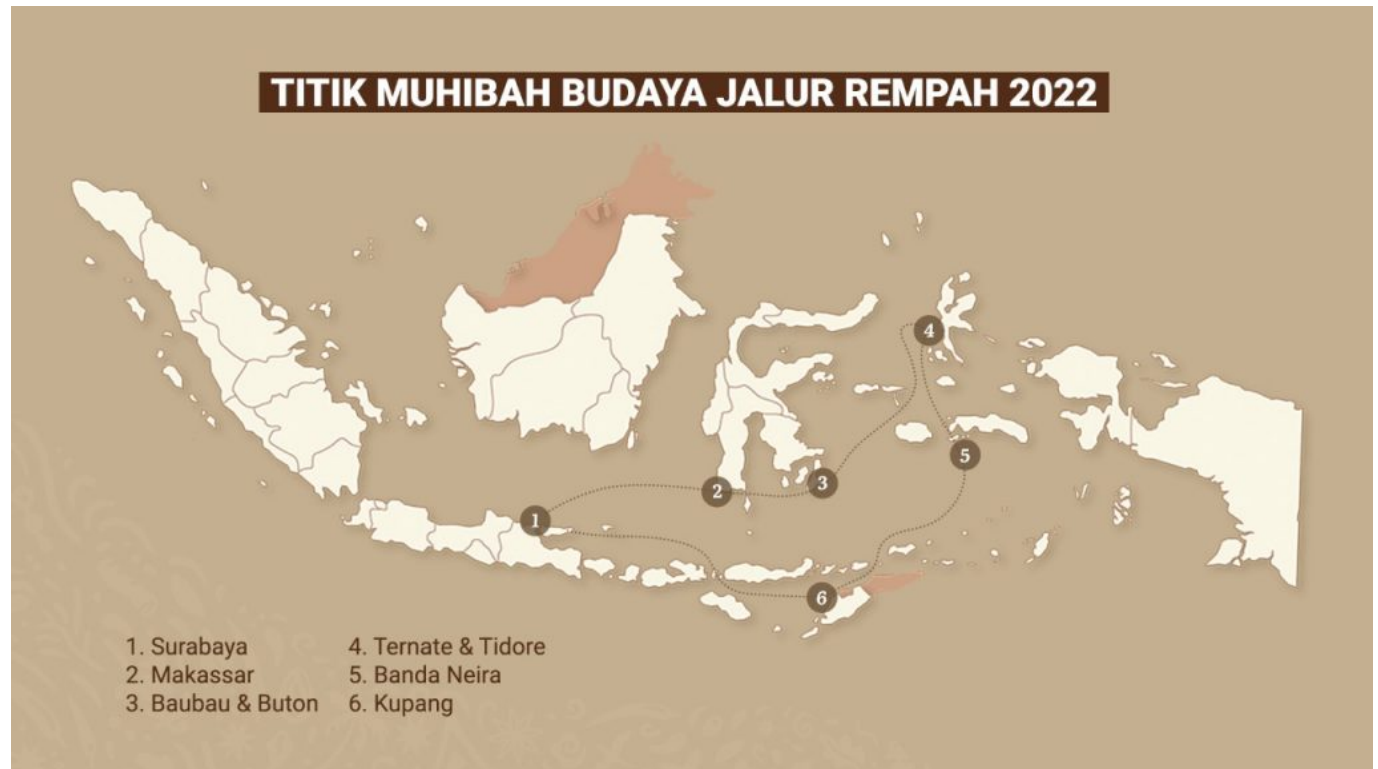 TITIK MUHIBAH BUDAYA JALUR REMPAH 2022
4
5
3
2
1
6
1. Surabaya
2. Makassar
3. Baubau & Buton
4. Ternate & Tidore
5. Banda Neira
6. Kupang